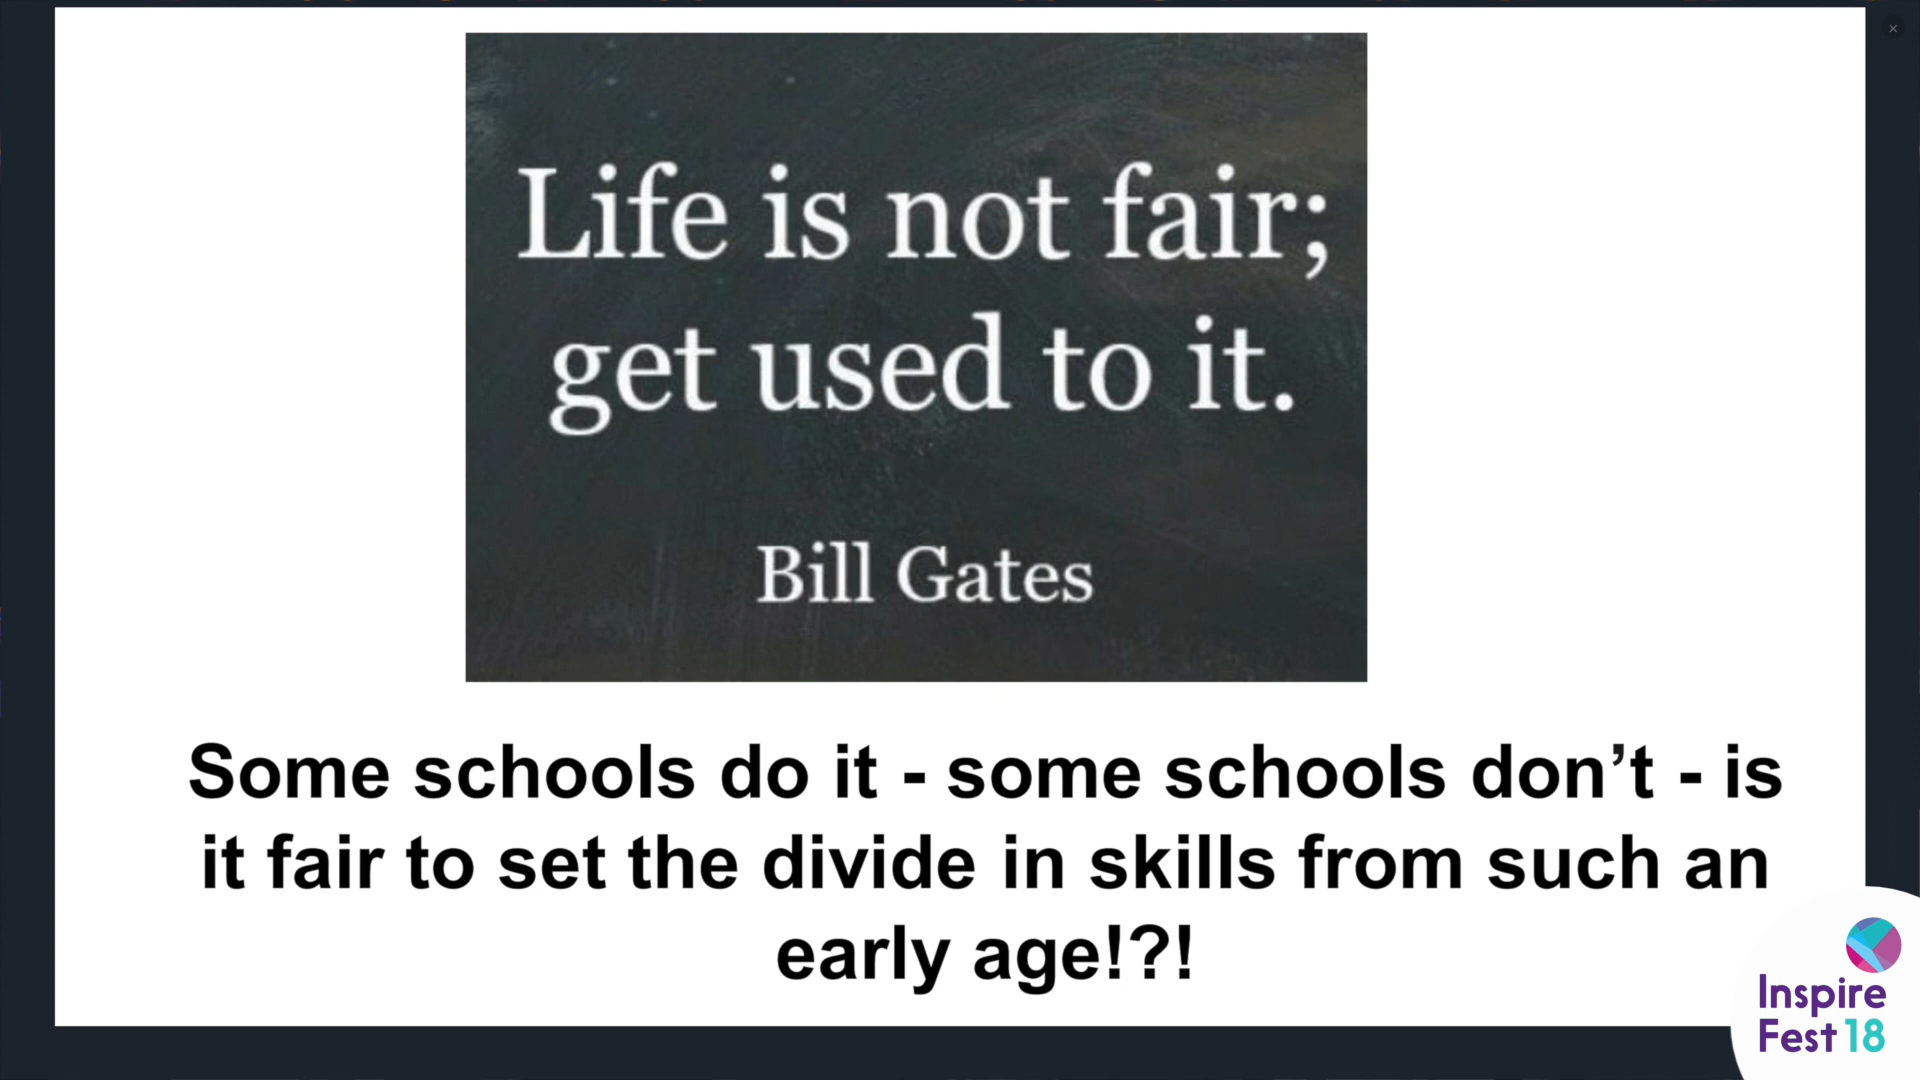 Life is not fair;
get used to it.
Bill Gates
Some schools do it - some schools don’t - is
it fair to set the divide in skills from such an
early age!?!
Inspire
Fest 18